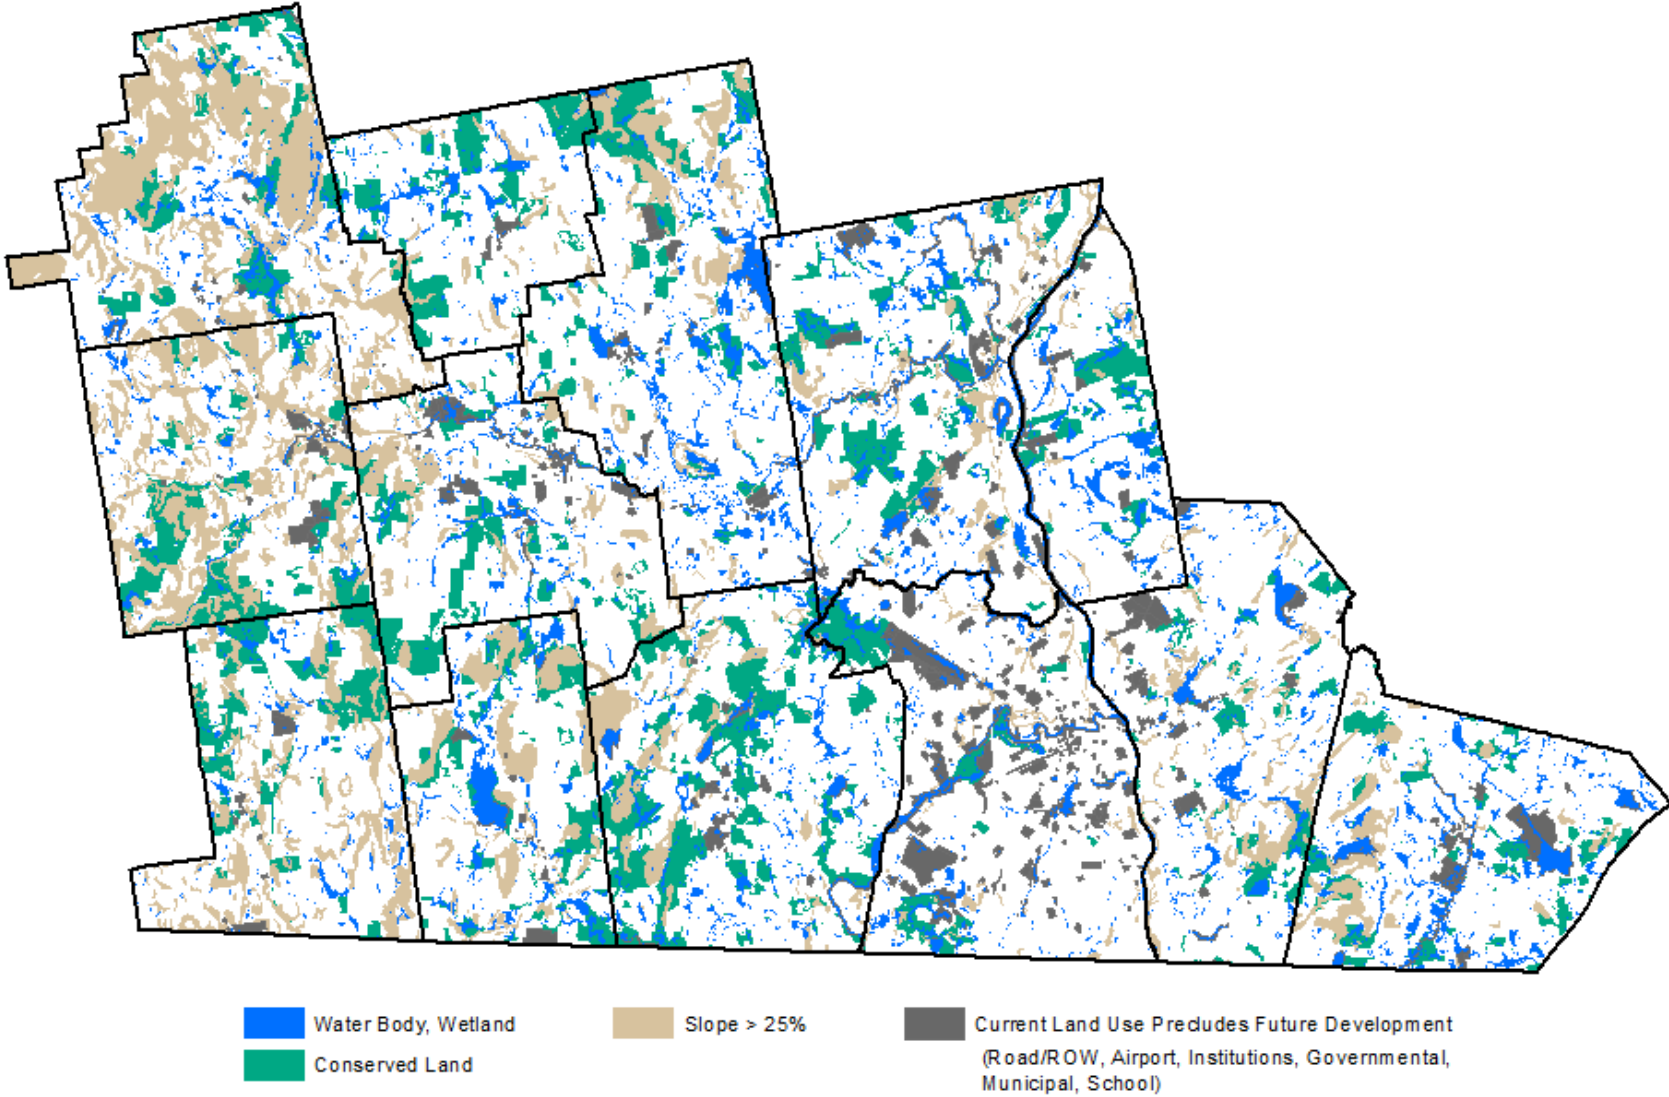 Water Body, Wetland
Slope > 25%
Current Land Use Precludes Future Development
Conserved Land
(Road/ROW, Airport, Institutions, Governmental,
Municipal, School)